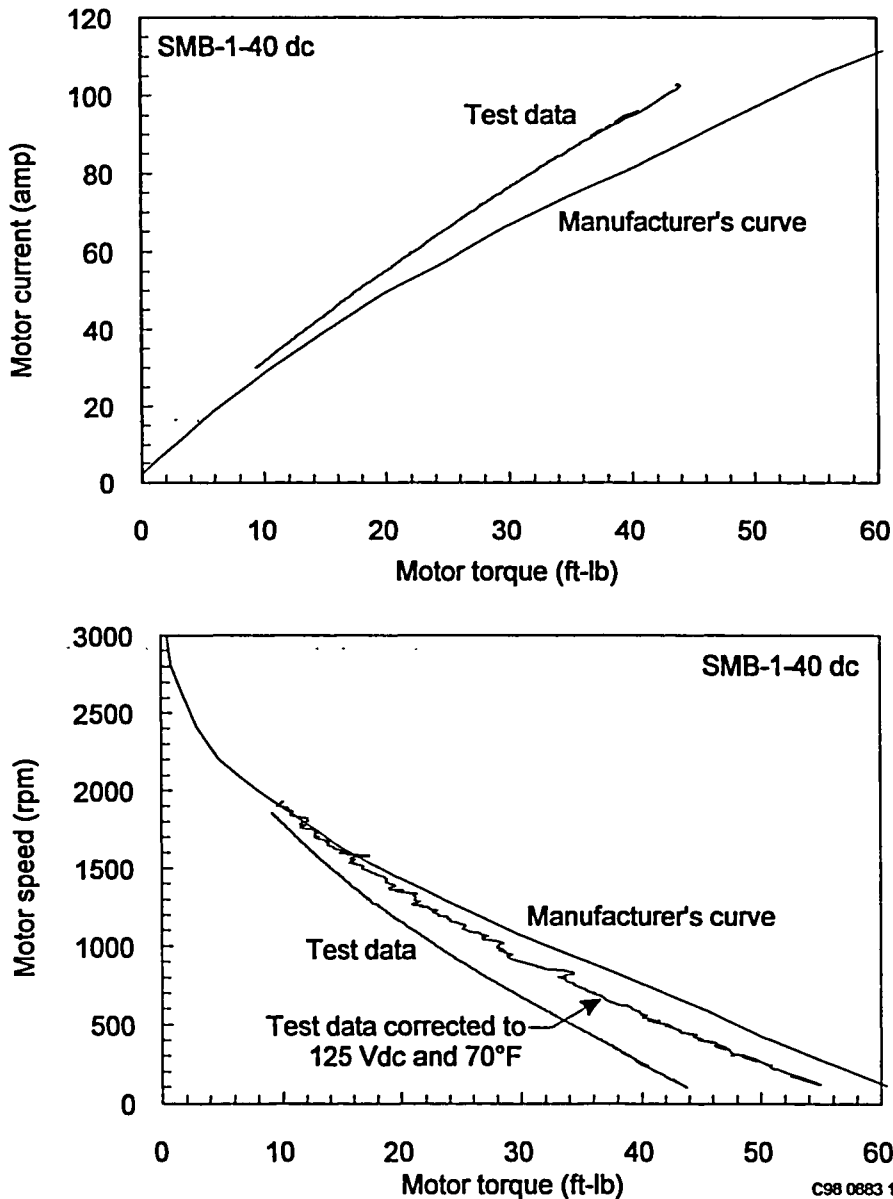 120
SMB-1-40 dc
100
Test data
80
Manufacturer's curve
60
40
20
0
Motor current (amp)
0 10 20 30 40 50 60
Motor torque (ft-lb)
3000
SMB-1-40 dc
2500
2000
1500
Manufacturer's curve
1000
Test data
500
Test data corrected to
125 Vdc and 70°F
0
Motor speed (rpm)
0 10 20 30 40 50 60
Motor torque (ft-lb)
C98 0883 1